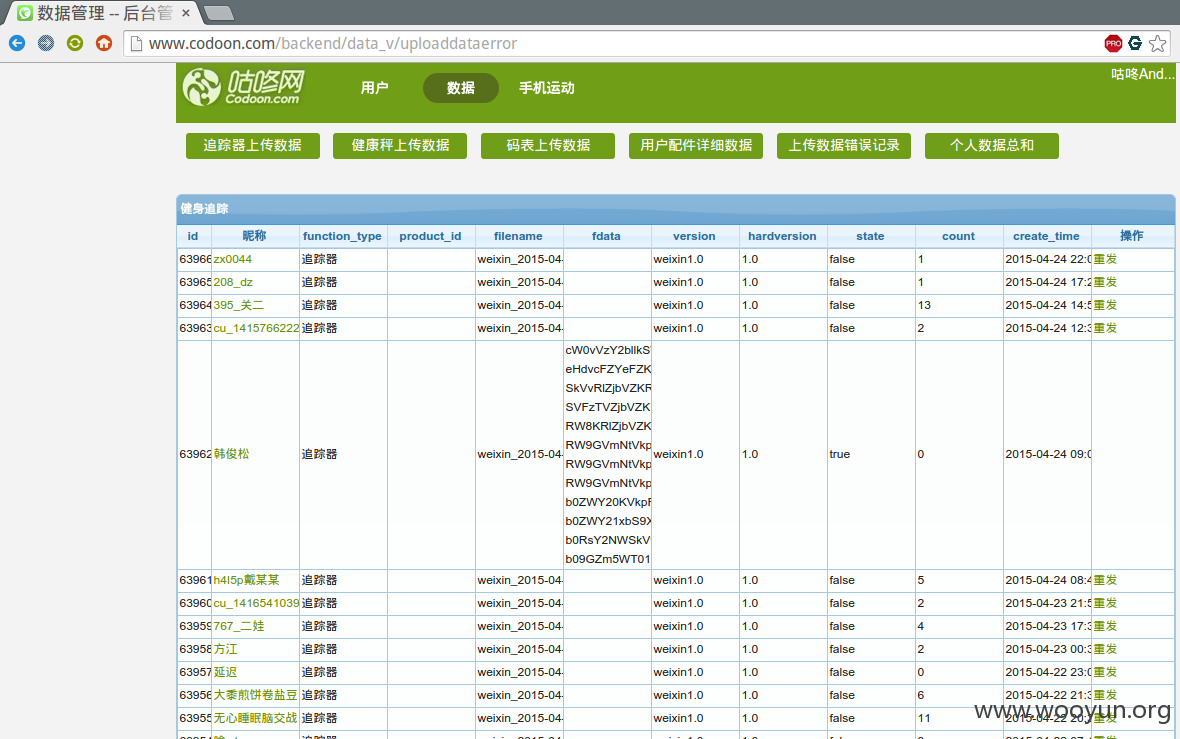 数据管理 -- 后台管
www.codoon.com/backend/data_v/uploaddataerror
PRO
咕咚网
Codoon.com
用户 数据 手机运动
咕咚And...
追踪器上传数据 健康秤上传数据 码表上传数据 用户配件详细数据 上传数据错误记录 个人数据总和
健身追踪
id 昵称 function_type product_id filename fdata version hardversion state count create_time 操作
63966 zx0044 追踪器 weixin_2015-04- weixin1.0 1.0 false 1 2015-04-24 22:0 重发
63965 208_dz 追踪器 weixin_2015-04- weixin1.0 1.0 false 1 2015-04-24 17:2 重发
63964 395_关二 追踪器 weixin_2015-04- weixin1.0 1.0 false 13 2015-04-24 14:5 重发
63963 cu_1415766222 追踪器 weixin_2015-04- weixin1.0 1.0 false 2 2015-04-24 12:3 重发
cW0vVzY2bllkS
eHdvcFZYeFZK
SkVvRlZjbVZKR
SVFzTVZjbVZK
RW8KRlZjbVZK
RW9GVmNtVkp
63962 韩俊松 追踪器 weixin_2015-04- weixin1.0 1.0 true 0 2015-04-24 09:0
RW9GVmNtVkp
RW9GVmNtVkp
b0ZWY20KVkpF
b0ZWY21xbS9X
b0RsY2NWSkV
b09GZm5WT01
63961 h4l5p戴某某 追踪器 weixin_2015-04- weixin1.0 1.0 false 5 2015-04-24 08:4 重发
63960 cu_1416541039 追踪器 weixin_2015-04- weixin1.0 1.0 false 2 2015-04-23 21:5 重发
63959 767_二娃 追踪器 weixin_2015-04- weixin1.0 1.0 false 4 2015-04-23 17:3 重发
63958 方江 追踪器 weixin_2015-04- weixin1.0 1.0 false 2 2015-04-23 00:3 重发
63957 延迟 追踪器 weixin_2015-04- weixin1.0 1.0 false 0 2015-04-22 23:0 重发
63956 大黍煎饼卷盐豆 追踪器 weixin_2015-04- weixin1.0 1.0 false 6 2015-04-22 21:3 重发
63955 无心睡眠脑交战 追踪器 weixin_2015-04- weixin1.0 1.0 false 11 2015-04-22 20: 重发
www.wooyun.org